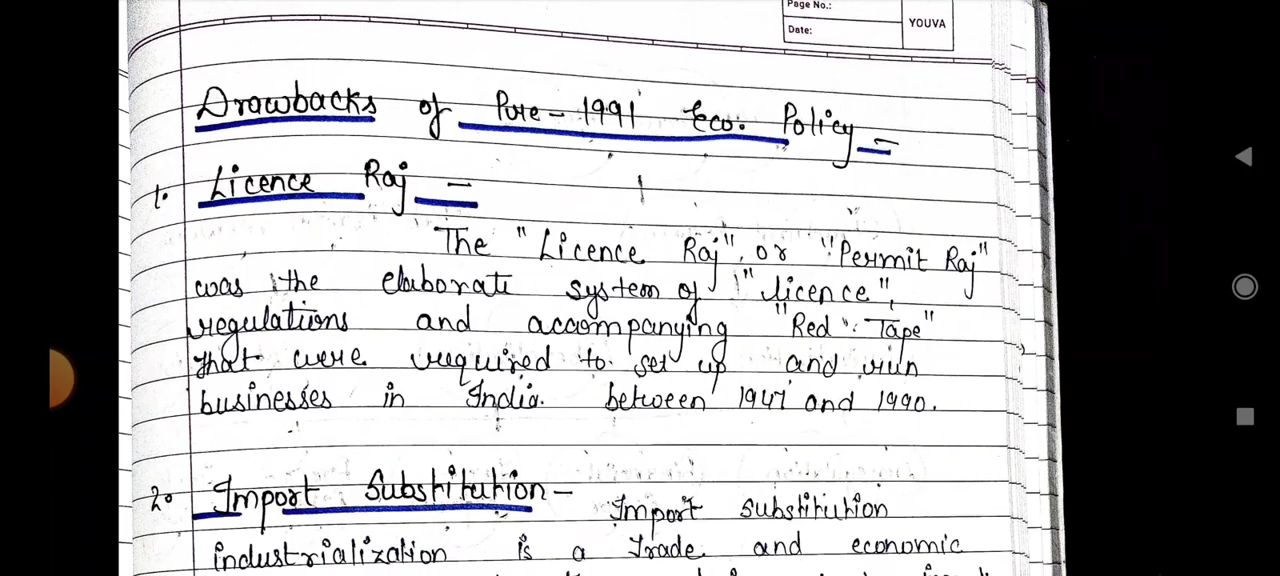 Page No.:
Date:
YOUVA
Drawbacks of Pre-1991 Eco. Policy =
1. Licence Raj =
The "Licence Raj", or "Permit Raj"
was the elaborate system of "licence",
regulations and accompanying "Red Tape"
that were required to set up and run
businesses in India. between 1947 and 1990.
2. Import Substitution - Import substitution
industrialization is a trade and economic